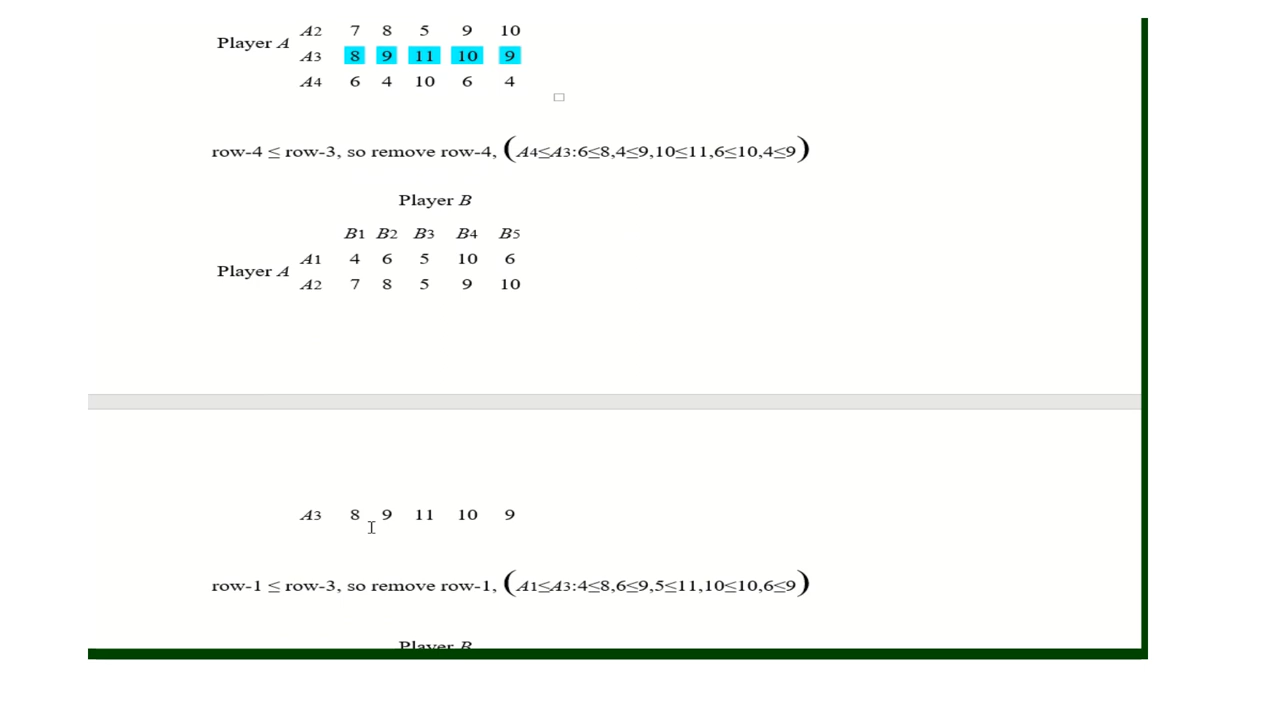 A2 7 8 5 9 10
Player A
A3 8 9 11 10 9
A4 6 4 10 6 4
row-4 ≤ row-3, so remove row-4, (A4≤A3:6≤8,4≤9,10≤11,6≤10,4≤9)
Player B
B1 B2 B3 B4 B5
A1 4 6 5 10 6
Player A
A2 7 8 5 9 10
A3 8 9 11 10 9
row-1 ≤ row-3, so remove row-1, (A1≤A3:4≤8,6≤9,5≤11,10≤10,6≤9)
Player B